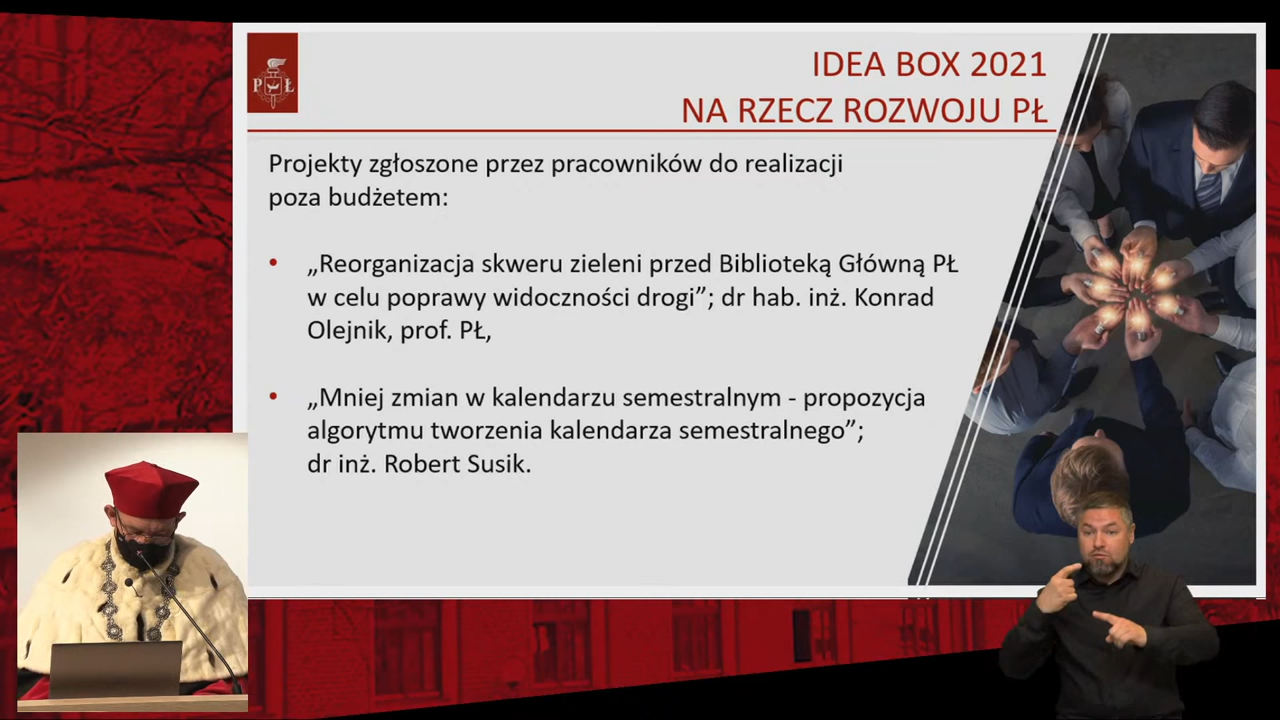 P Ł
IDEA BOX 2021
NA RZECZ ROZWOJU PŁ
Projekty zgłoszone przez pracowników do realizacji
poza budżetem:
• „Reorganizacja skweru zieleni przed Biblioteką Główną PŁ
w celu poprawy widoczności drogi”; dr hab. inż. Konrad
Olejnik, prof. PŁ,
• „Mniej zmian w kalendarzu semestralnym - propozycja
algorytmu tworzenia kalendarza semestralnego”;
dr inż. Robert Susik.